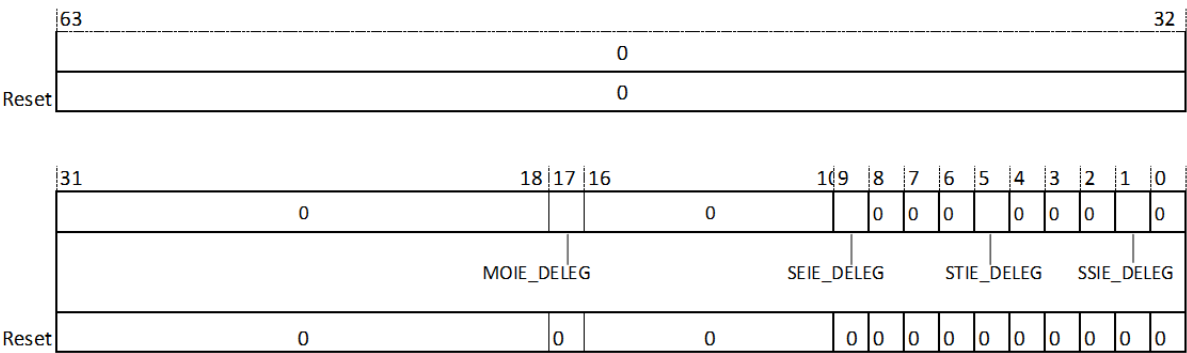 63 32
0
Reset 0
31 18 17 16 10 9 8 7 6 5 4 3 2 1 0
0 0 0 0 0 0 0 0 0
MOIE_DELEG SEIE_DELEG STIE_DELEG SSIE_DELEG
Reset 0 0 0 0 0 0 0 0 0 0 0 0 0